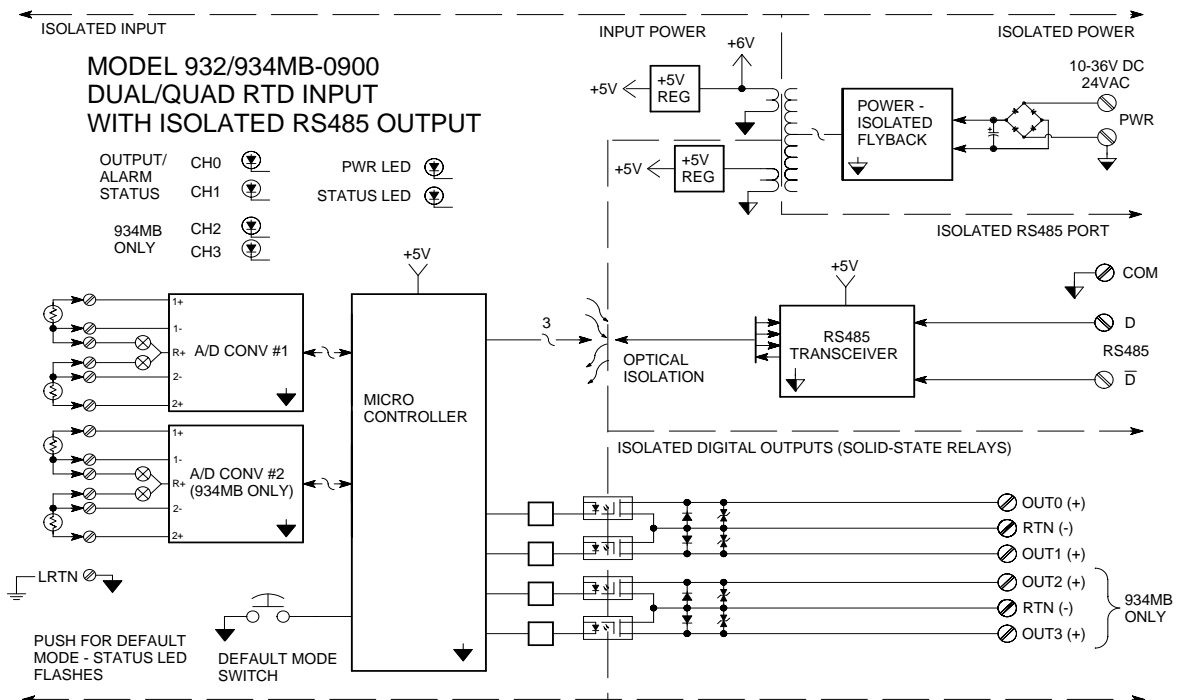 ISOLATED INPUT
INPUT POWER
ISOLATED POWER
MODEL 932/934MB-0900
DUAL/QUAD RTD INPUT
WITH ISOLATED RS485 OUTPUT
+6V
+5V
+5V
REG
10-36V DC
24VAC
POWER -
ISOLATED
FLYBACK
PWR
OUTPUT/
ALARM
STATUS
CH0
CH1
PWR LED
STATUS LED
+5V
+5V
REG
934MB
ONLY
CH2
CH3
ISOLATED RS485 PORT
+5V
+5V
COM
1+
1-
R+
2-
2+
A/D CONV #1
MICRO
CONTROLLER
3
OPTICAL
ISOLATION
RS485
TRANSCEIVER
D
RS485
D̅
1+
1-
R+
2-
2+
A/D CONV #2
(934MB ONLY)
ISOLATED DIGITAL OUTPUTS (SOLID-STATE RELAYS)
OUT0 (+)
RTN (-)
OUT1 (+)
OUT2 (+)
RTN (-)
OUT3 (+)
934MB
ONLY
LRTN
PUSH FOR DEFAULT
MODE - STATUS LED
FLASHES
DEFAULT MODE
SWITCH